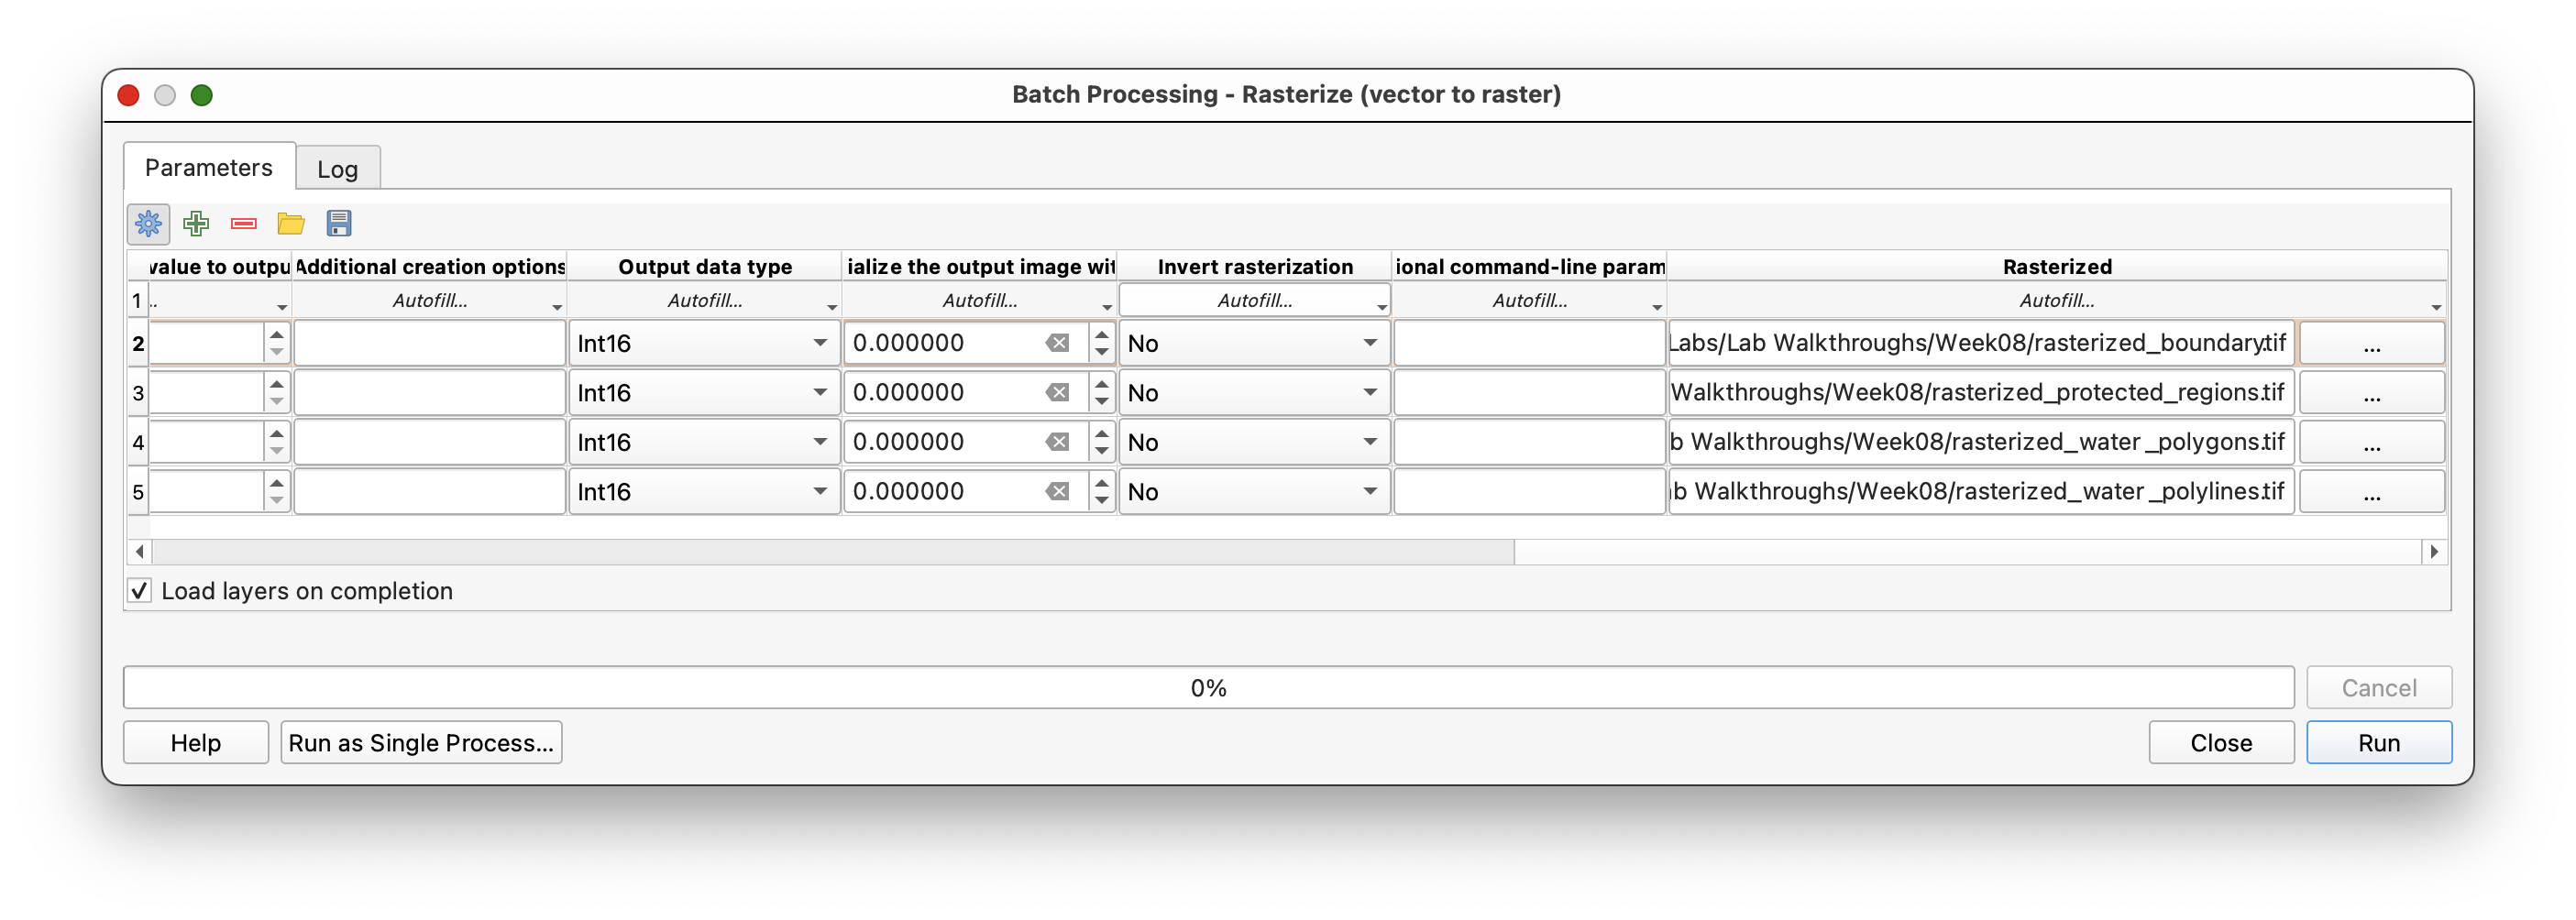 Batch Processing - Rasterize (vector to raster)
Parameters Log
value to outpu Additional creation options Output data type ialize the output image wit Invert rasterization ional command-line param Rasterized
1 ... Autofill... Autofill... Autofill... Autofill... Autofill... Autofill...
2 Int16 0.000000 No Labs/Lab Walkthroughs/Week08/rasterized_boundary.tif ...
3 Int16 0.000000 No Walkthroughs/Week08/rasterized_protected_regions.tif ...
4 Int16 0.000000 No b Walkthroughs/Week08/rasterized_water_polygons.tif ...
5 Int16 0.000000 No b Walkthroughs/Week08/rasterized_water_polylines.tif ...
Load layers on completion
0% Cancel
Help Run as Single Process... Close Run